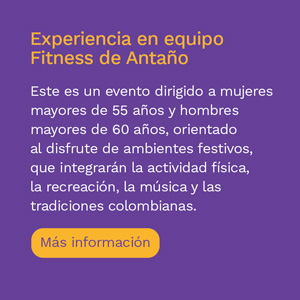 Experiencia en equipo
Fitness de Antaño
Este es un evento dirigido a mujeres
mayores de 55 años y hombres
mayores de 60 años, orientado
al disfrute de ambientes festivos,
que integrarán la actividad física,
la recreación, la música y las
tradiciones colombianas.
Más información